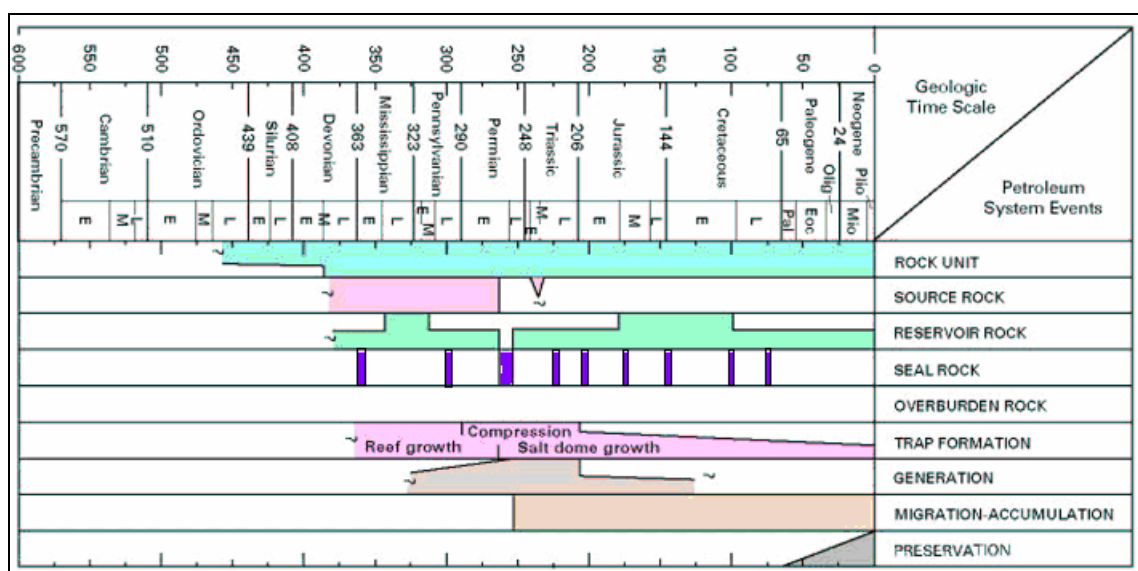 600 550 500 450 400 350 300 250 200 150 100 50 0
Geologic
Time Scale
Petroleum
System Events
Precambrian 570 Cambrian 510 Ordovician 439 Silurian 408 Devonian 363 Mississippian 323 Pennsylvanian 290 Permian 248 Triassic 206 Jurassic 144 Cretaceous 65 Paleogene 24 Neogene
Olig Plio
E M L E M L E L E M L E L E M L E L E M L E M L E L Pal Eoc Mio
ROCK UNIT
?
SOURCE ROCK
? ?
RESERVOIR ROCK
?
SEAL ROCK
OVERBURDEN ROCK
TRAP FORMATION
?
Compression
Reef growth Salt dome growth
GENERATION
? ?
MIGRATION-ACCUMULATION
PRESERVATION